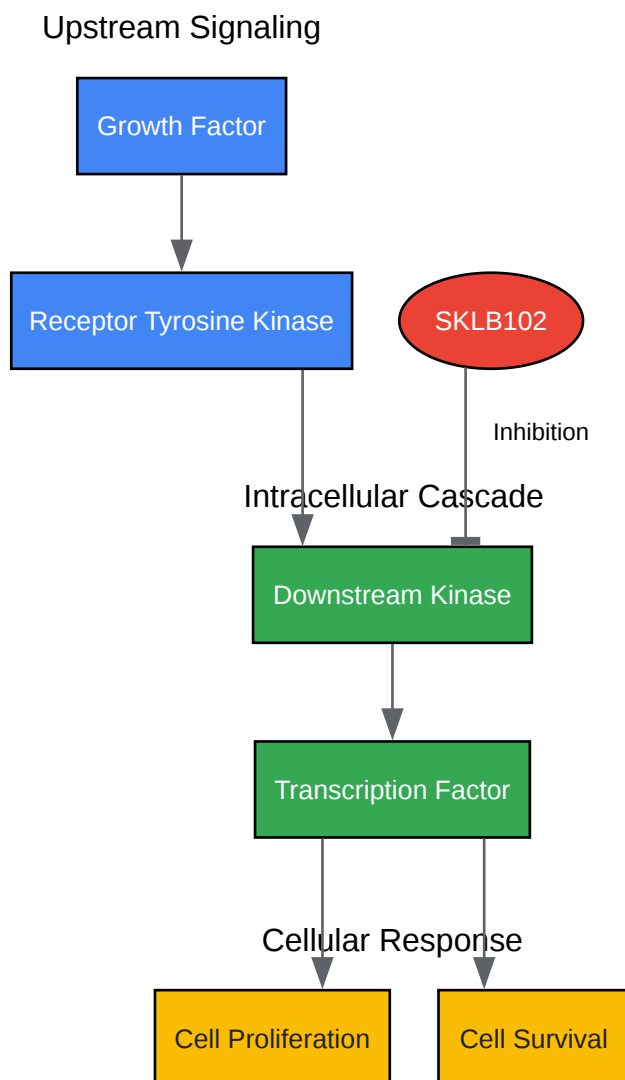 Upstream Signaling
Growth Factor
Receptor Tyrosine Kinase
SKLB102
Inhibition
Intracellular Cascade
Downstream Kinase
Transcription Factor
Cellular Response
Cell Proliferation
Cell Survival